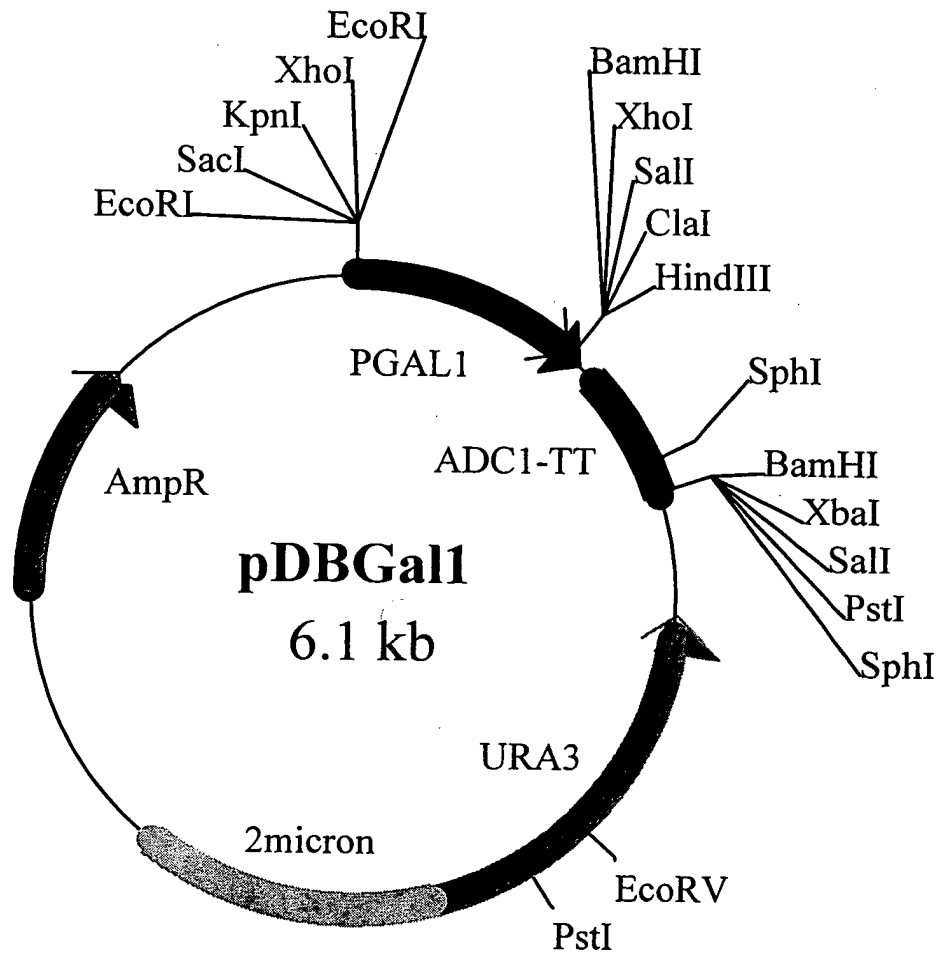 EcoRI
XhoI
KpnI
SacI
EcoRI
BamHI
XhoI
SalI
ClaI
HindIII
PGAL1
SphI
ADC1-TT
BamHI
XbaI
SalI
PstI
SphI
AmpR
pDBGal1
6.1 kb
URA3
2micron
EcoRV
PstI